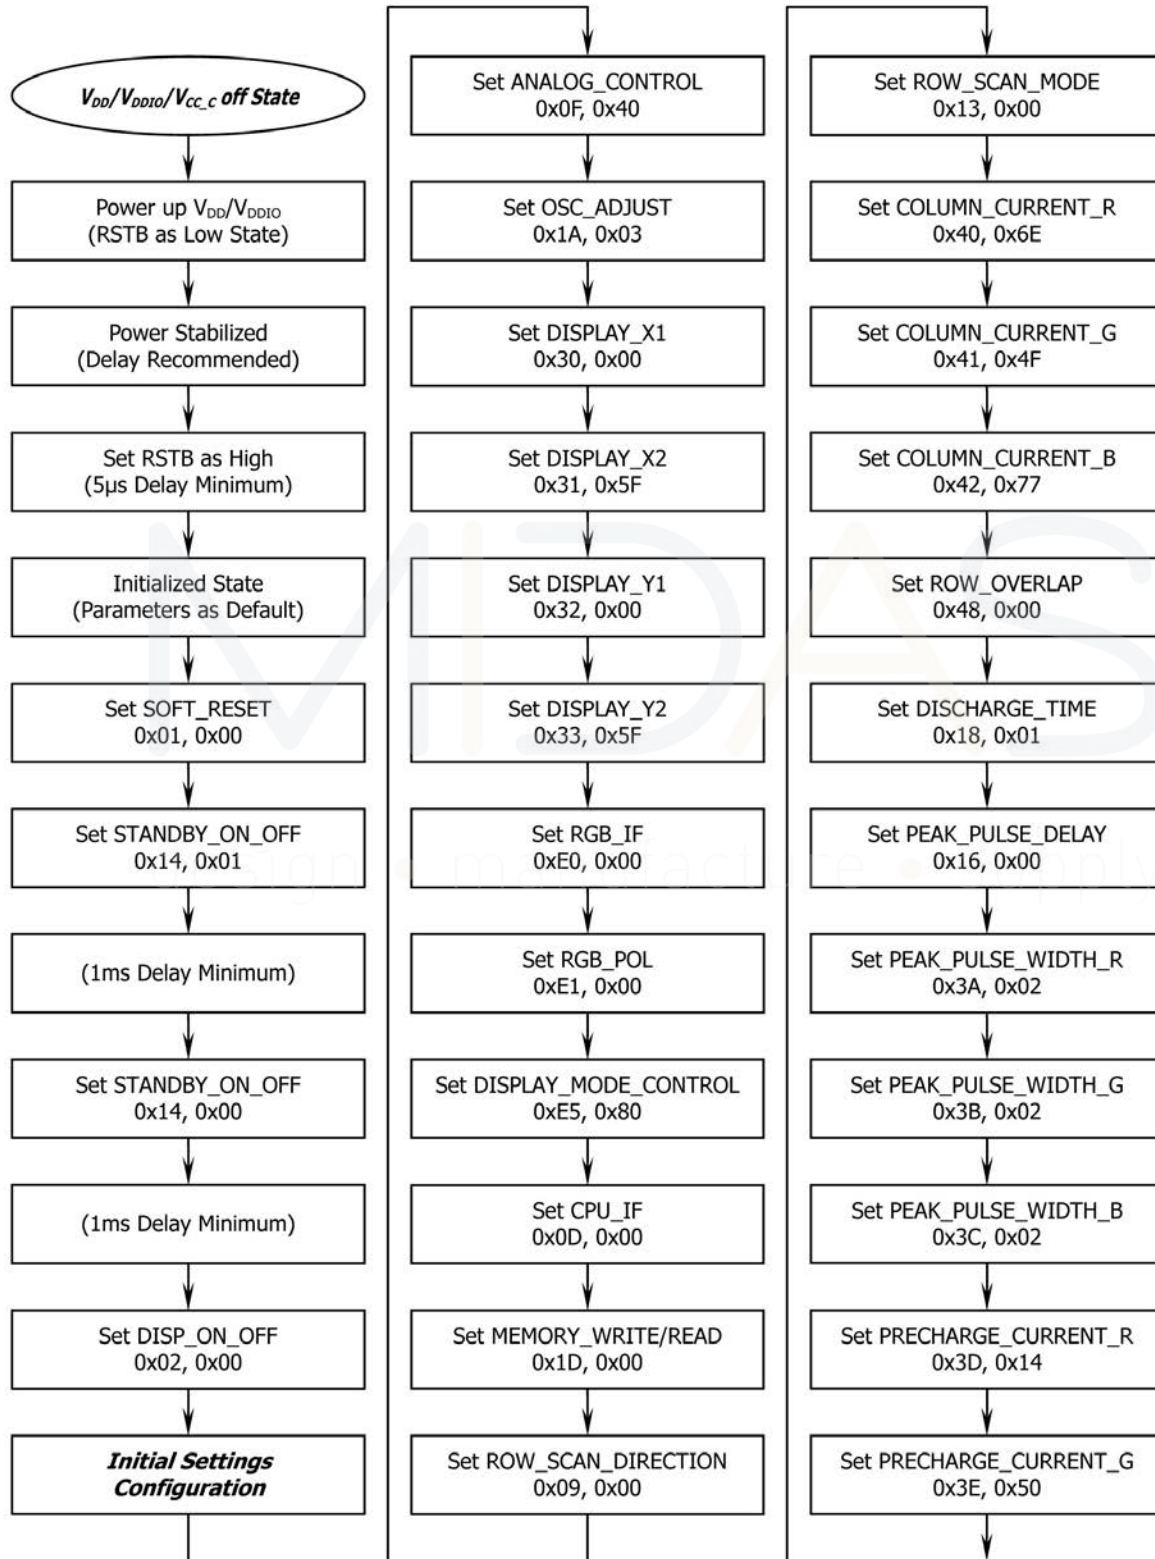 VDD/VDDIO/VCC_C off State
Power up VDD/VDDIO
(RSTB as Low State)
Power Stabilized
(Delay Recommended)
Set RSTB as High
(5μs Delay Minimum)
Initialized State
(Parameters as Default)
Set SOFT_RESET
0x01, 0x00
Set STANDBY_ON_OFF
0x14, 0x01
(1ms Delay Minimum)
Set STANDBY_ON_OFF
0x14, 0x00
(1ms Delay Minimum)
Set DISP_ON_OFF
0x02, 0x00
Initial Settings
Configuration
Set ANALOG_CONTROL
0x0F, 0x40
Set OSC_ADJUST
0x1A, 0x03
Set DISPLAY_X1
0x30, 0x00
Set DISPLAY_X2
0x31, 0x5F
Set DISPLAY_Y1
0x32, 0x00
Set DISPLAY_Y2
0x33, 0x5F
Set RGB_IF
0xE0, 0x00
Set RGB_POL
0xE1, 0x00
Set DISPLAY_MODE_CONTROL
0xE5, 0x80
Set CPU_IF
0x0D, 0x00
Set MEMORY_WRITE/READ
0x1D, 0x00
Set ROW_SCAN_DIRECTION
0x09, 0x00
Set ROW_SCAN_MODE
0x13, 0x00
Set COLUMN_CURRENT_R
0x40, 0x6E
Set COLUMN_CURRENT_G
0x41, 0x4F
Set COLUMN_CURRENT_B
0x42, 0x77
Set ROW_OVERLAP
0x48, 0x00
Set DISCHARGE_TIME
0x18, 0x01
Set PEAK_PULSE_DELAY
0x16, 0x00
Set PEAK_PULSE_WIDTH_R
0x3A, 0x02
Set PEAK_PULSE_WIDTH_G
0x3B, 0x02
Set PEAK_PULSE_WIDTH_B
0x3C, 0x02
Set PRECHARGE_CURRENT_R
0x3D, 0x14
Set PRECHARGE_CURRENT_G
0x3E, 0x50
MIDAS
design • manufacture • supply